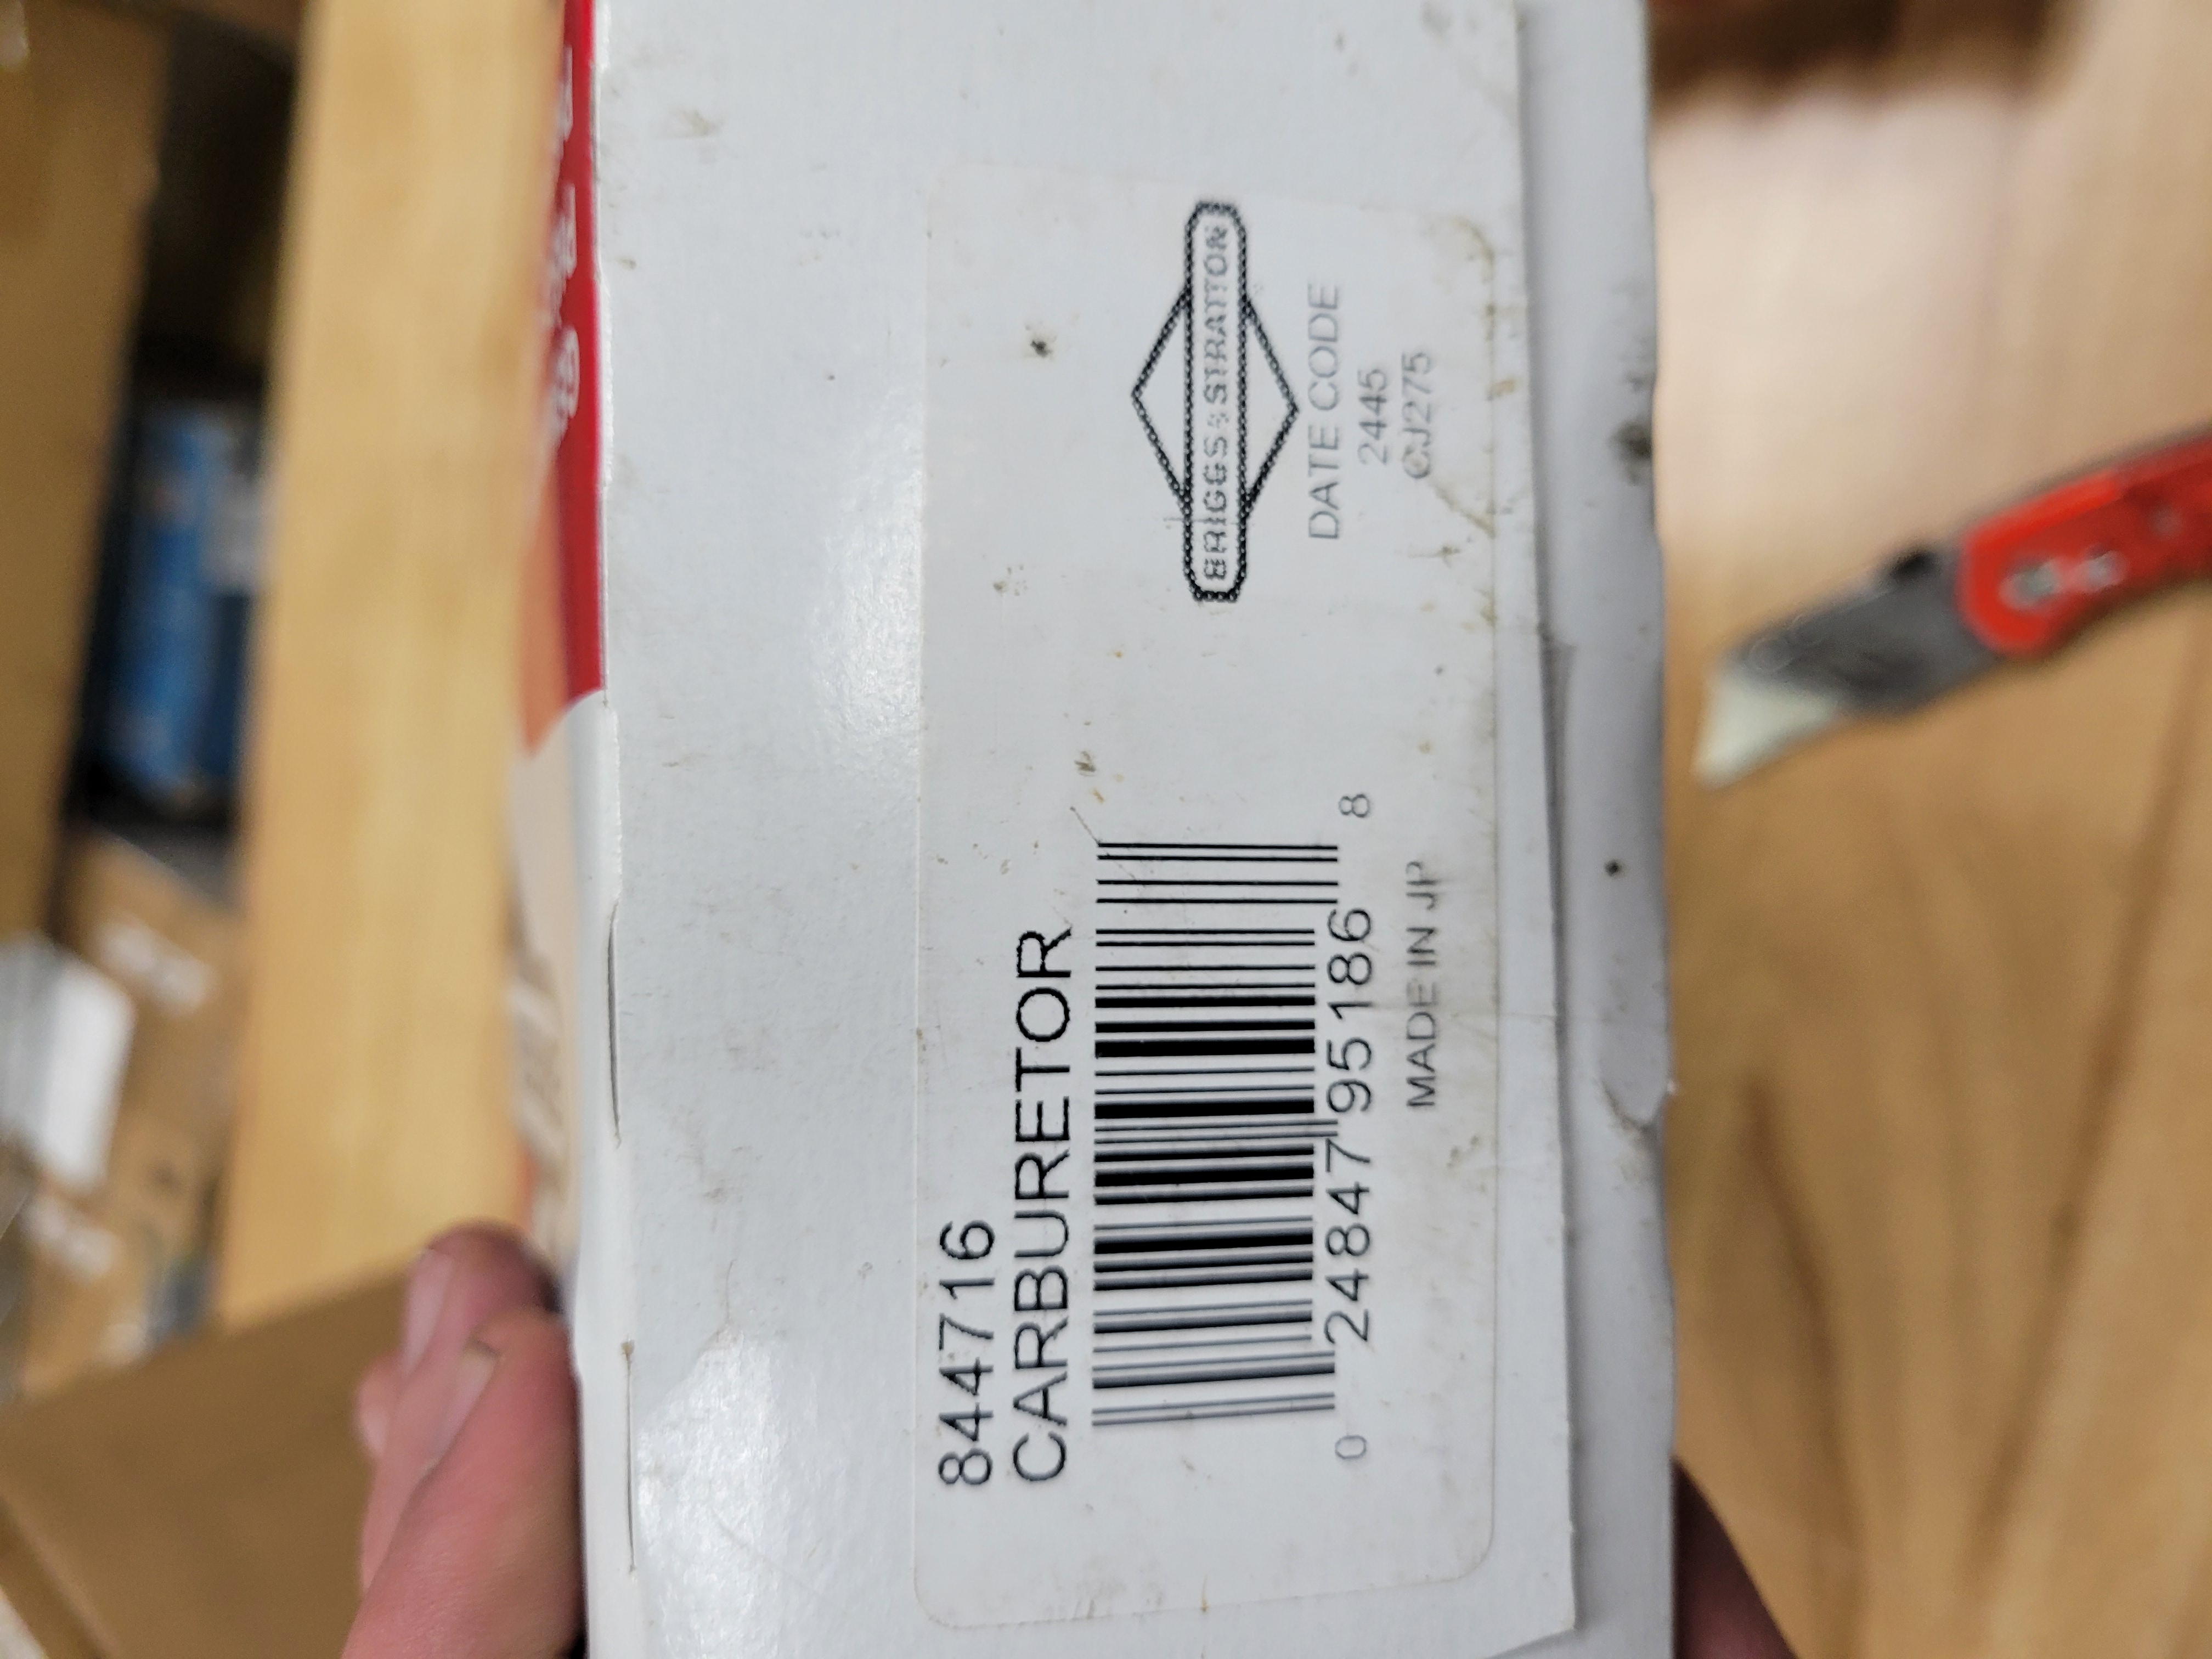 844716
CARBURETOR
0 24847 95186 8
MADE IN JP
BRIGGS & STRATTON
DATE CODE
2445
CJ275